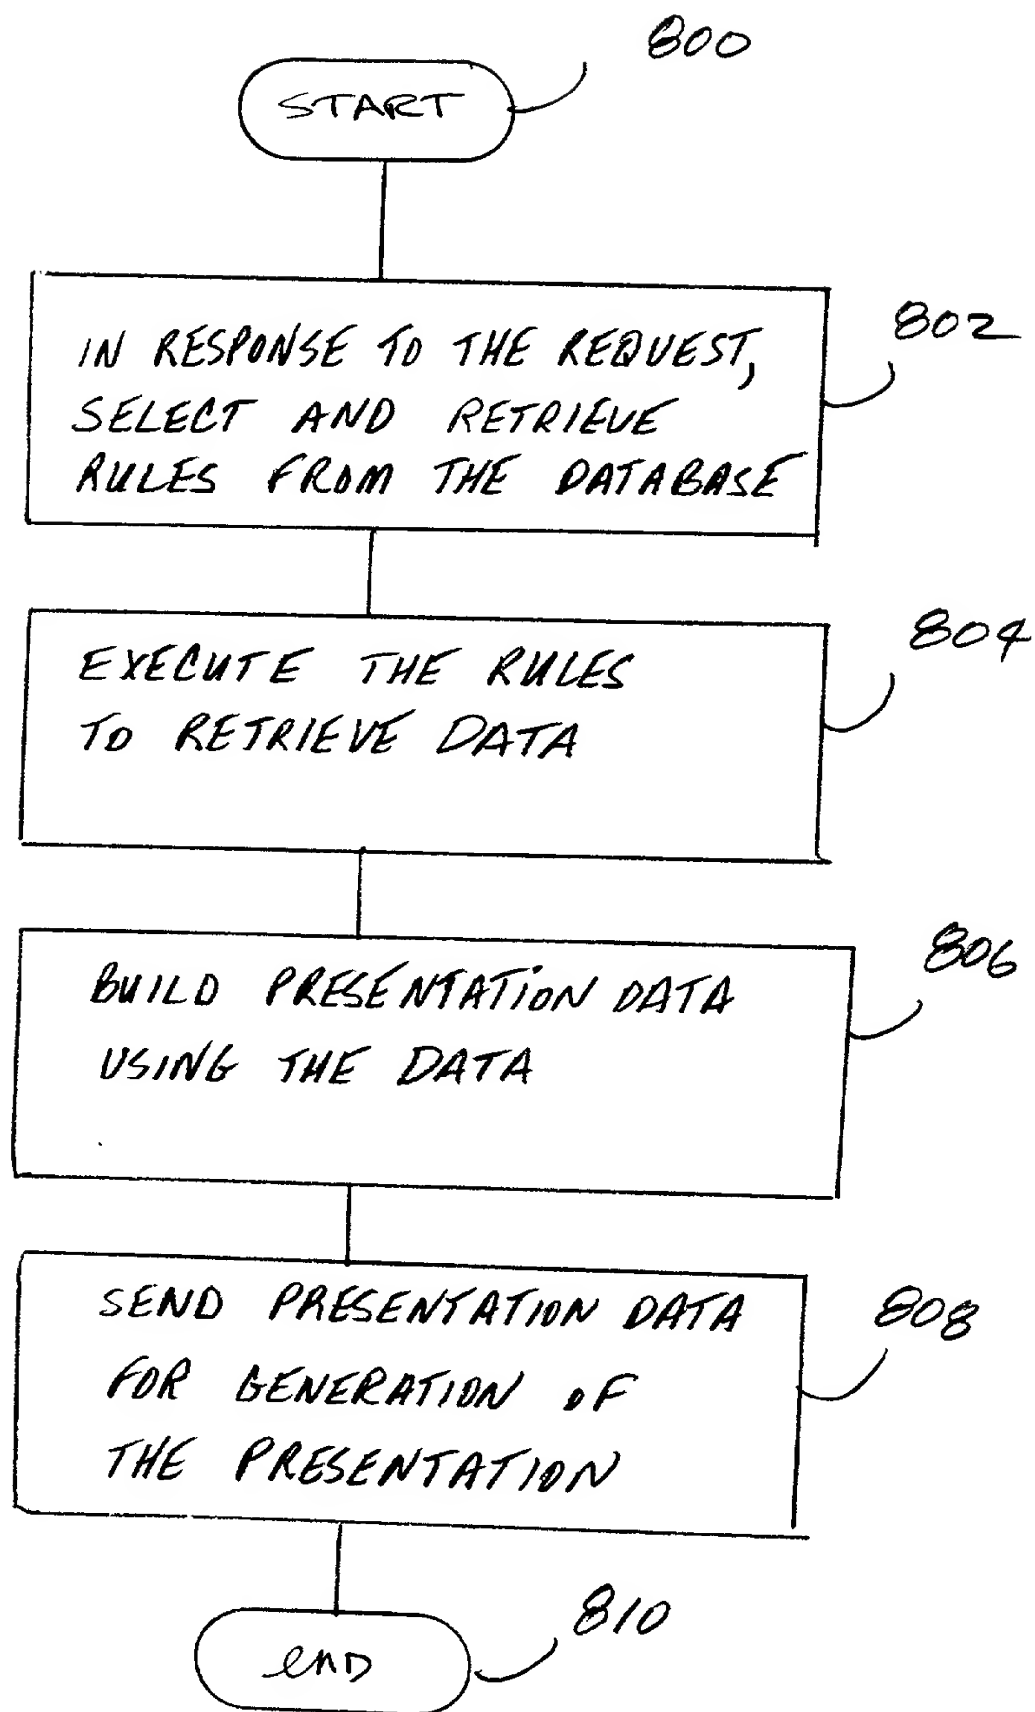 800
START
802
IN RESPONSE TO THE REQUEST,
SELECT AND RETRIEVE
RULES FROM THE DATABASE
804
EXECUTE THE RULES
TO RETRIEVE DATA
806
BUILD PRESENTATION DATA
USING THE DATA
808
SEND PRESENTATION DATA
FOR GENERATION OF
THE PRESENTATION
810
END